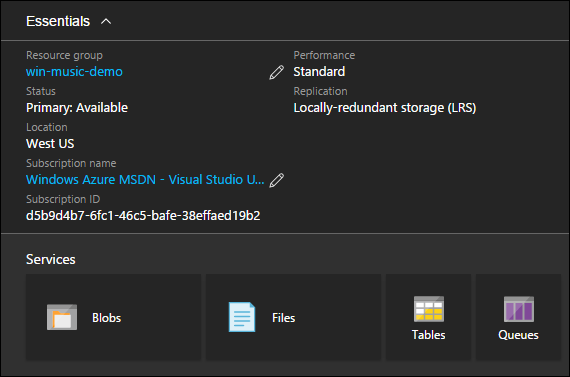 Essentials
Resource group
win-music-demo
Performance
Standard
Status
Primary: Available
Replication
Locally-redundant storage (LRS)
Location
West US
Subscription name
Windows Azure MSDN - Visual Studio U...
Subscription ID
d5b9d4b7-6fc1-46c5-bafe-38effaed19b2
Services
Blobs
Files
Tables
Queues